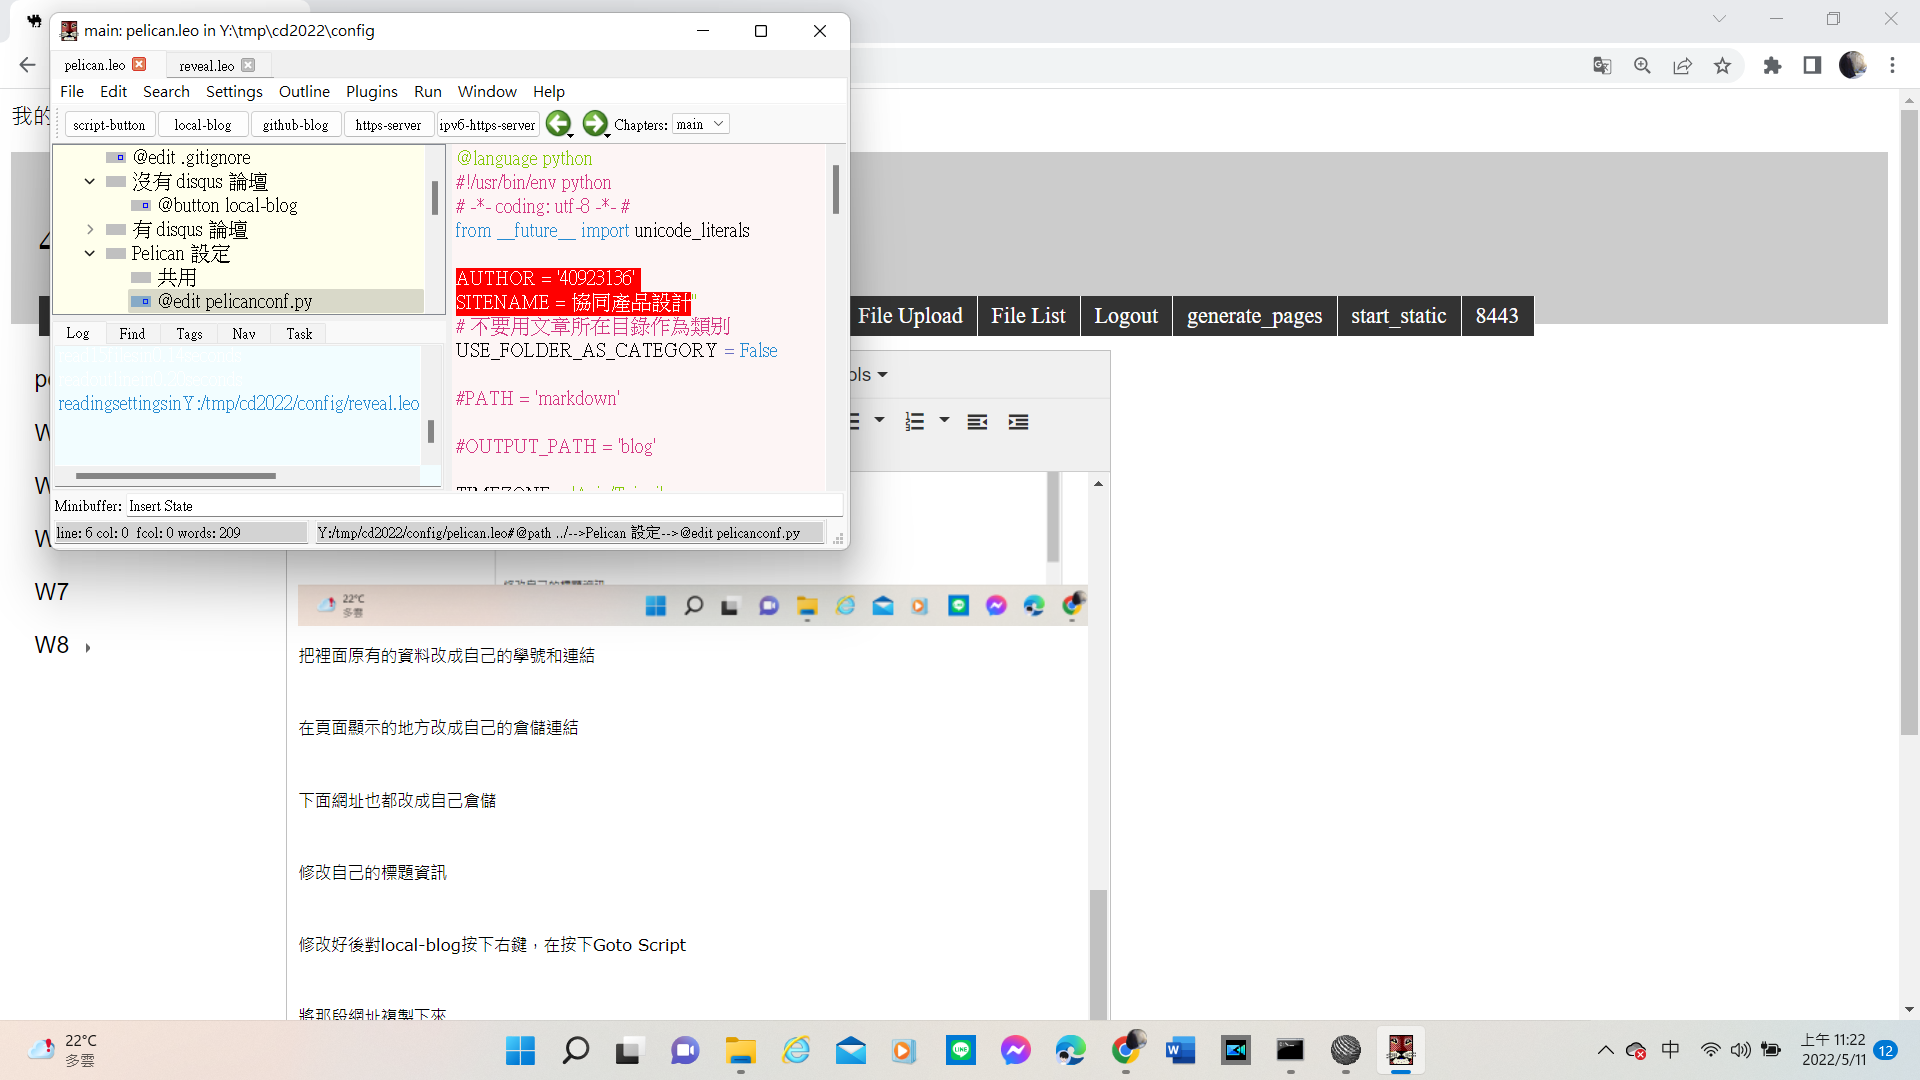 main: pelican.leo in Y:\tmp\cd2022\config
pelican.leo
reveal.leo
File Edit Search Settings Outline Plugins Run Window Help
script-button local-blog github-blog https-server ipv6-https-server Chapters: main
@edit .gitignore
沒有 disqus 論壇
@button local-blog
有 disqus 論壇
Pelican 設定
共用
@edit pelicanconf.py
Log Find Tags Nav Task
readingsettingsinY:/tmp/cd2022/config/reveal.leo
@language python
#!/usr/bin/env python
# -*- coding: utf-8 -*- #
from __future__ import unicode_literals
AUTHOR = '40923136'
SITENAME = 協同產品設計"
# 不要用文章所在目錄作為類別
USE_FOLDER_AS_CATEGORY = False
#PATH = 'markdown'
#OUTPUT_PATH = 'blog'
Minibuffer: Insert State
line: 6 col: 0 fcol: 0 words: 209
Y:/tmp/cd2022/config/pelican.leo#@path ../-->Pelican 設定-->@edit pelicanconf.py
我的
File Upload File List Logout generate_pages start_static 8443
W7
W8
22°C
多雲
把裡面原有的資料改成自己的學號和連結
在頁面顯示的地方改成自己的倉儲連結
下面網址也都改成自己倉儲
修改自己的標題資訊
修改好後對local-blog按下右鍵，在按下Goto Script
將那段網址複製下來
22°C
多雲
中
上午 11:22
2022/5/11
12